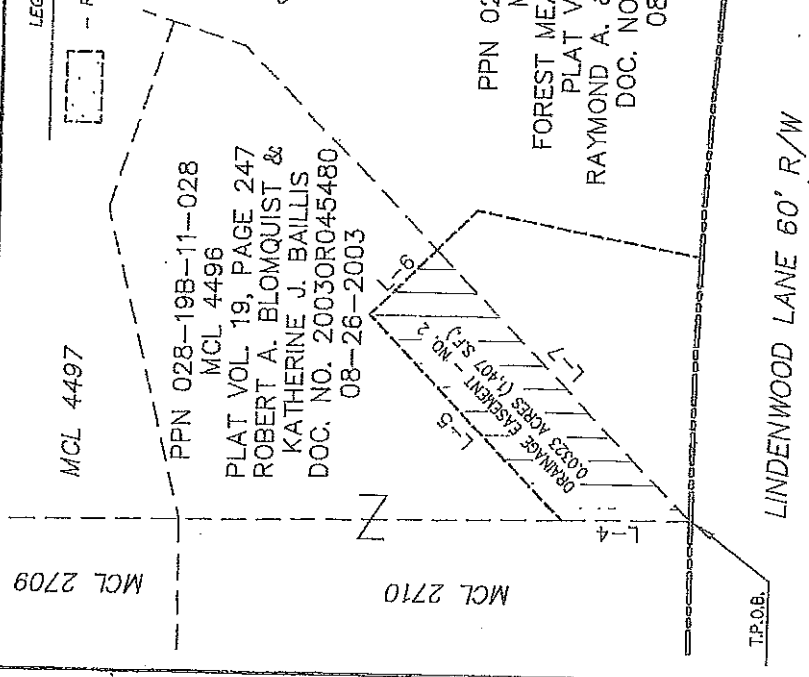 LEG
- R
MCL 4497
PPN 028-19B-11-028
MCL 4496
PLAT VOL. 19, PAGE 247
ROBERT A. BLOMQUIST &
KATHERINE J. BAILLIS
DOC. NO. 20030R045480
08-26-2003
PPN 02
M
FOREST MEA
PLAT V
RAYMOND A. &
DOC. NO
08
MCL 2709
MCL 2710
L-4
L-5
L-6
L-7
DRAINAGE EASEMENT - NO. 2
0.0323 ACRES (1,407 S.F.)
T.P.O.B.
LINDENWOOD LANE 60' R/W